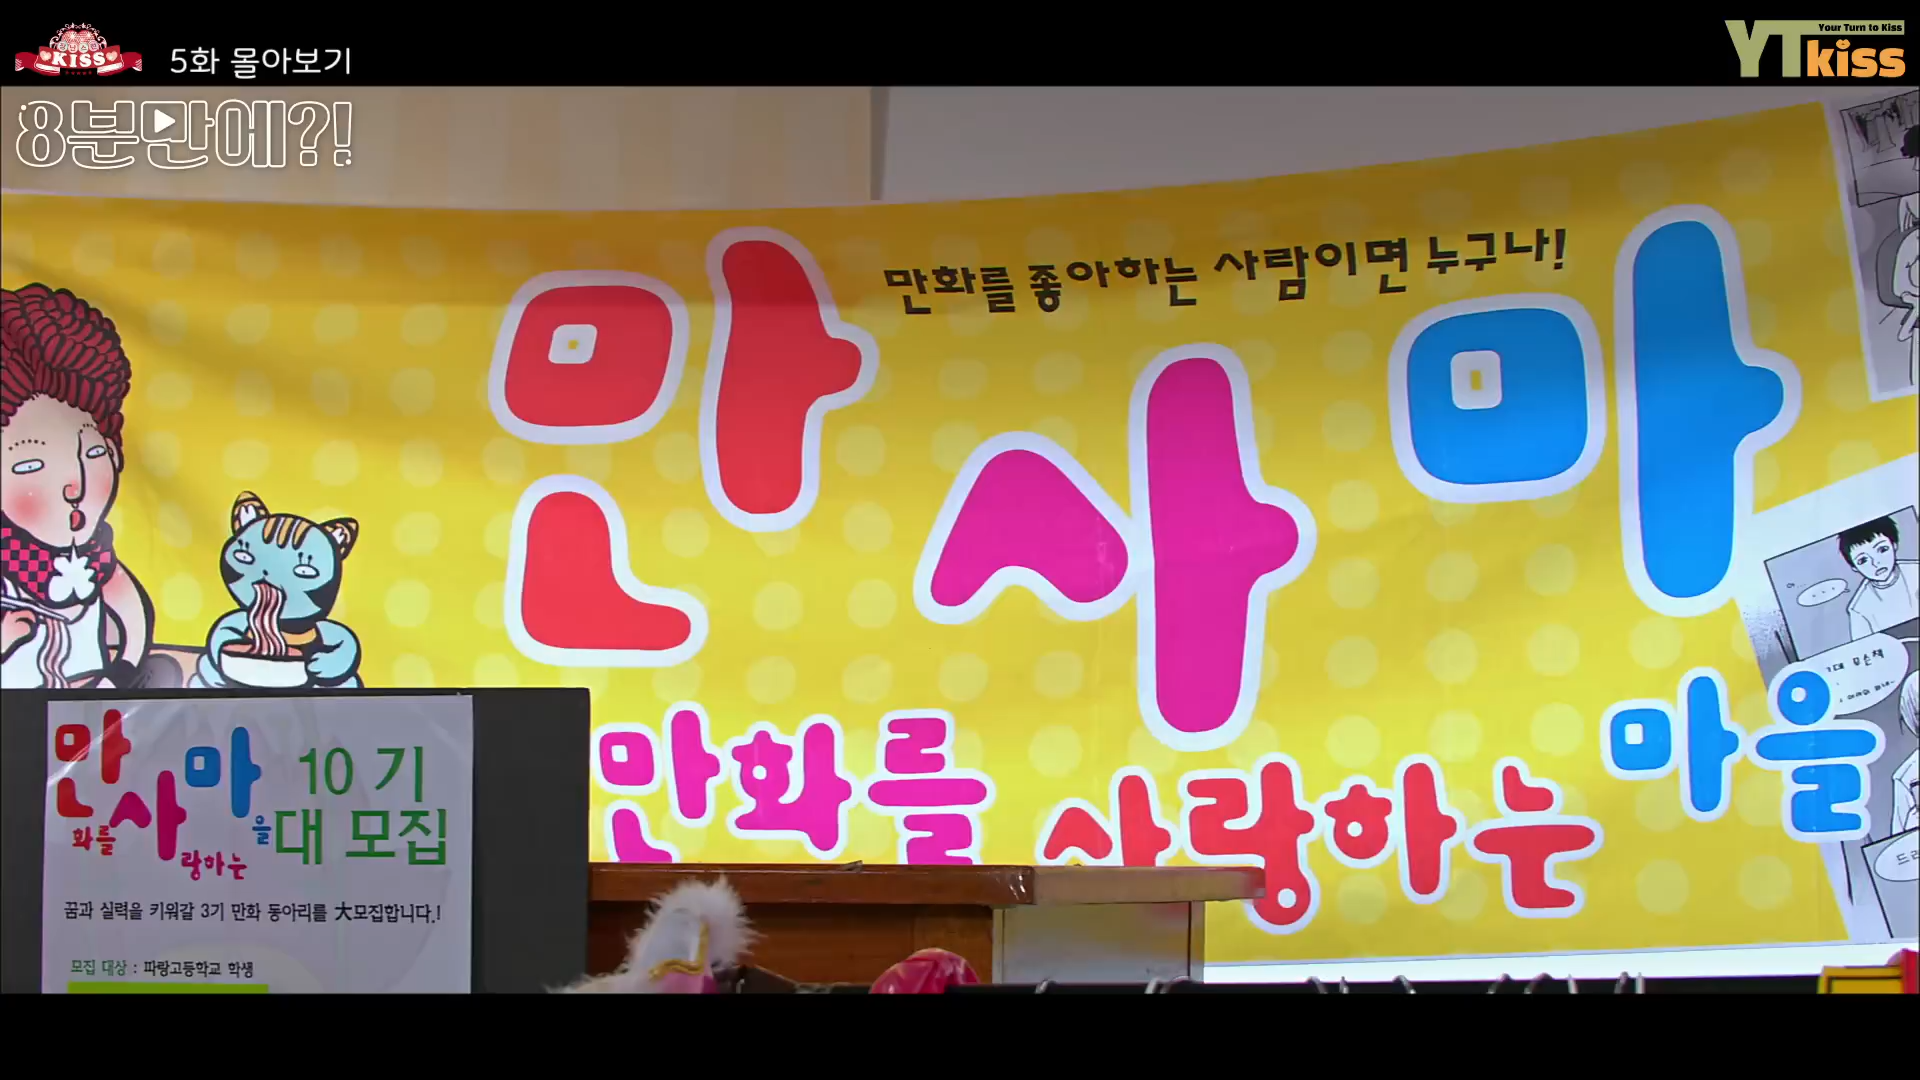 KISS
5화 몰아보기
8분만에?!
Your Turn to Kiss
YTkiss
만화를 좋아하는 사람이면 누구나!
만사마
만화를 사랑하는 마을
만사마
화를 랑하는 을
10기
대 모집
꿈과 실력을 키워갈 3기 만화 동아리를 大모집합니다.!
모집 대상 : 파랑고등학교 학생